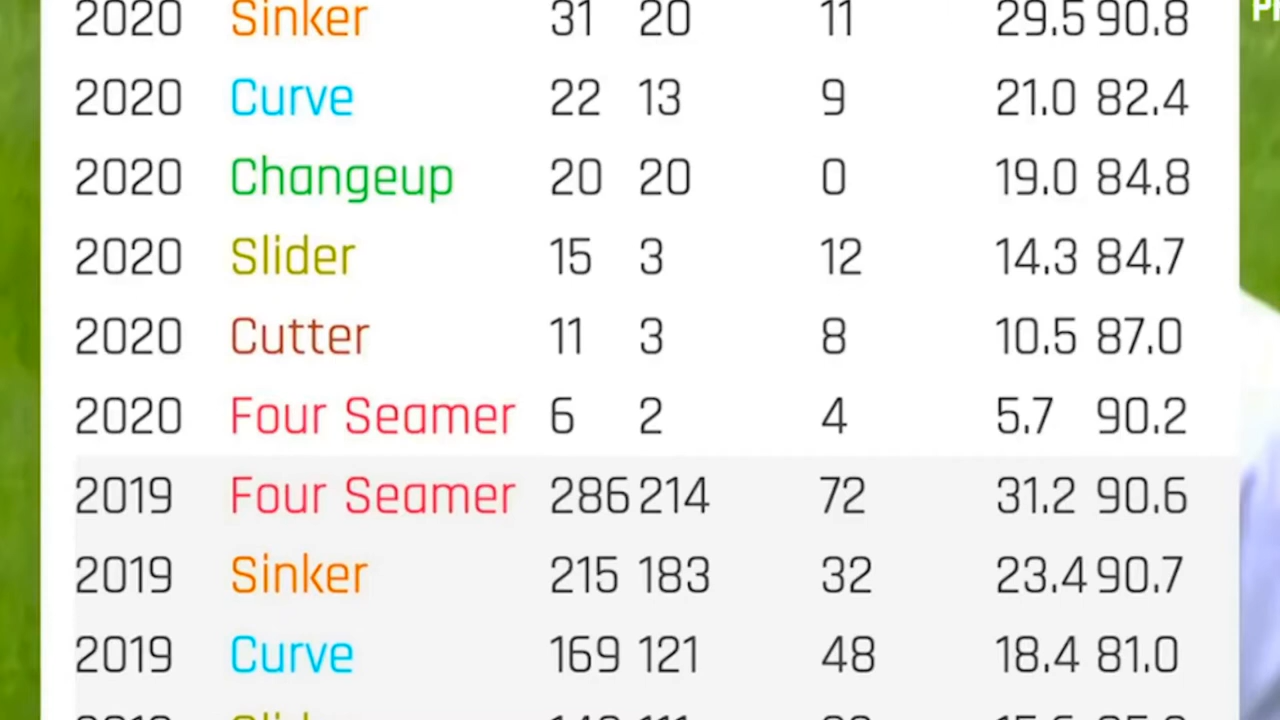 2020 Sinker 31 20 11 29.5 90.8
2020 Curve 22 13 9 21.0 82.4
2020 Changeup 20 20 0 19.0 84.8
2020 Slider 15 3 12 14.3 84.7
2020 Cutter 11 3 8 10.5 87.0
2020 Four Seamer 6 2 4 5.7 90.2
2019 Four Seamer 286 214 72 31.2 90.6
2019 Sinker 215 183 32 23.4 90.7
2019 Curve 169 121 48 18.4 81.0